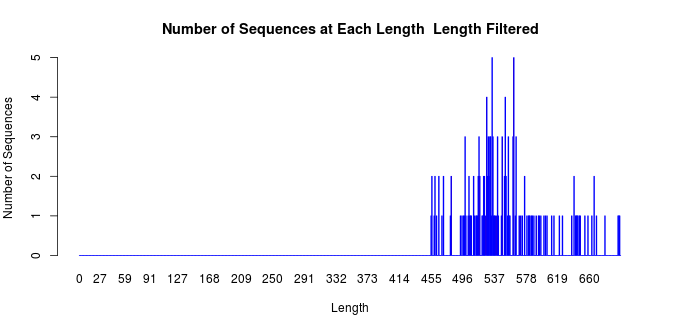 Number of Sequences at Each Length  Length Filtered
Number of Sequences
5
4
3
2
1
0
0 27 59 91 127 168 209 250 291 332 373 414 455 496 537 578 619 660
Length